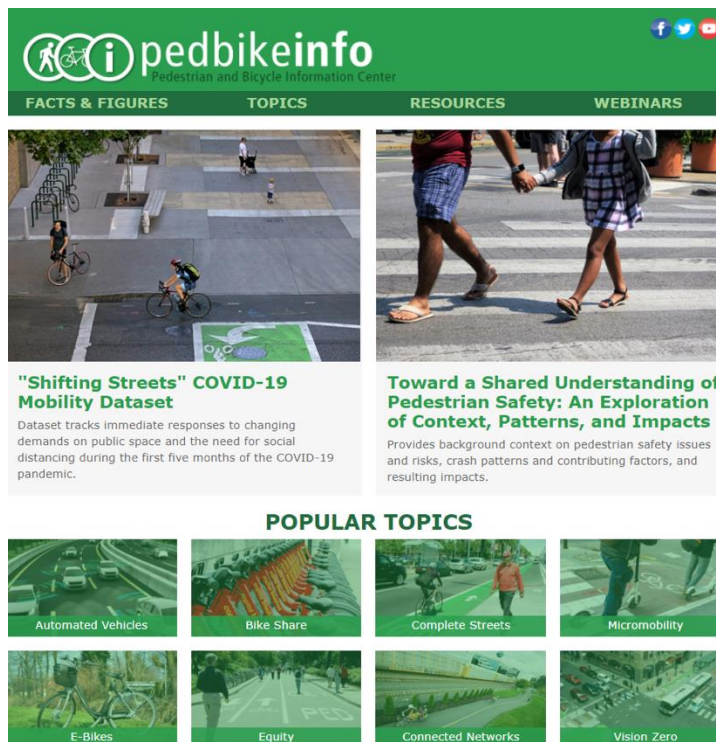 pedbikeinfo
Pedestrian and Bicycle Information Center
FACTS & FIGURES
TOPICS
RESOURCES
WEBINARS
"Shifting Streets" COVID-19
Mobility Dataset
Dataset tracks immediate responses to changing
demands on public space and the need for social
distancing during the first five months of the COVID-19
pandemic.
Toward a Shared Understanding of
Pedestrian Safety: An Exploration
of Context, Patterns, and Impacts
Provides background context on pedestrian safety issues
and risks, crash patterns and contributing factors, and
resulting impacts.
POPULAR TOPICS
Automated Vehicles
Bike Share
Complete Streets
Micromobility
PED
E-Bikes
Equity
Connected Networks
Vision Zero